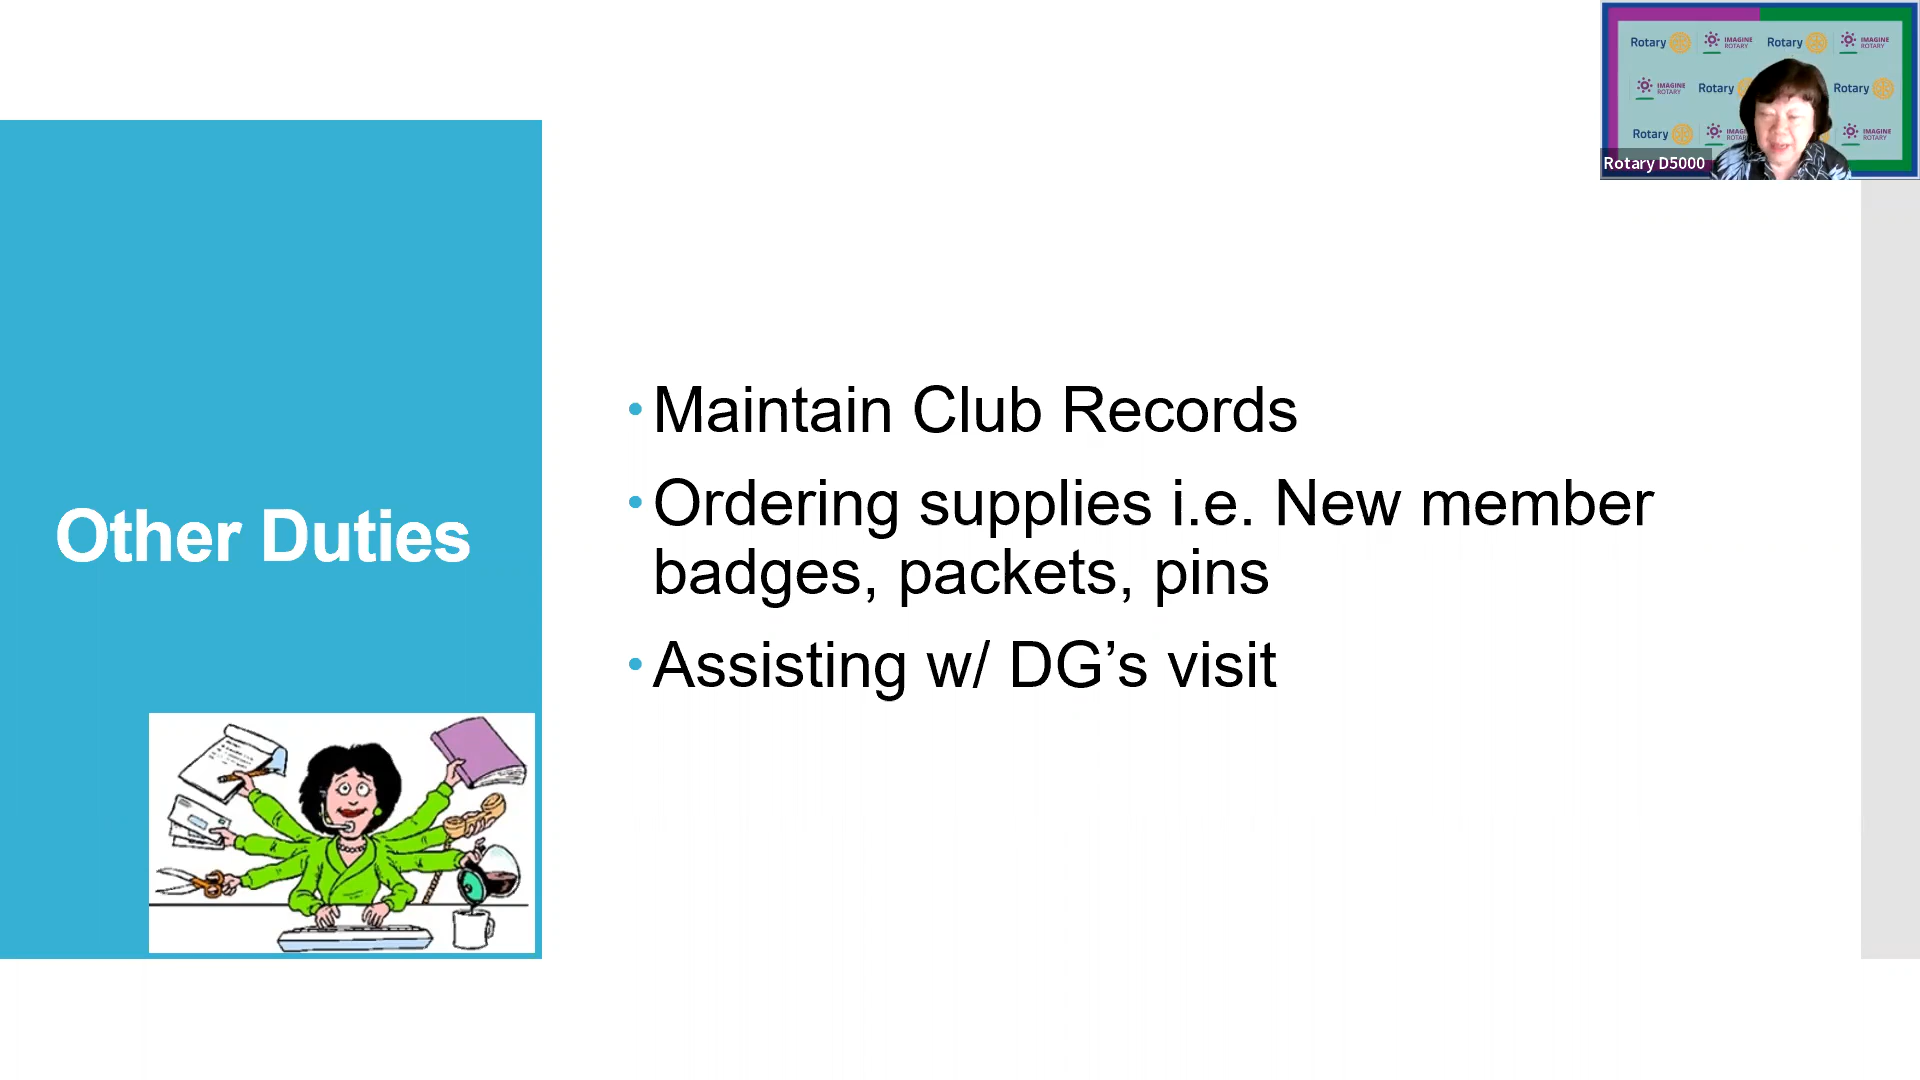 Rotary IMAGINE ROTARY Rotary IMAGINE ROTARY
IMAGINE ROTARY Rotary Rotary
Rotary IMAGINE ROTARY
Rotary D5000
Other Duties
Maintain Club Records
Ordering supplies i.e. New member
badges, packets, pins
Assisting w/ DG’s visit